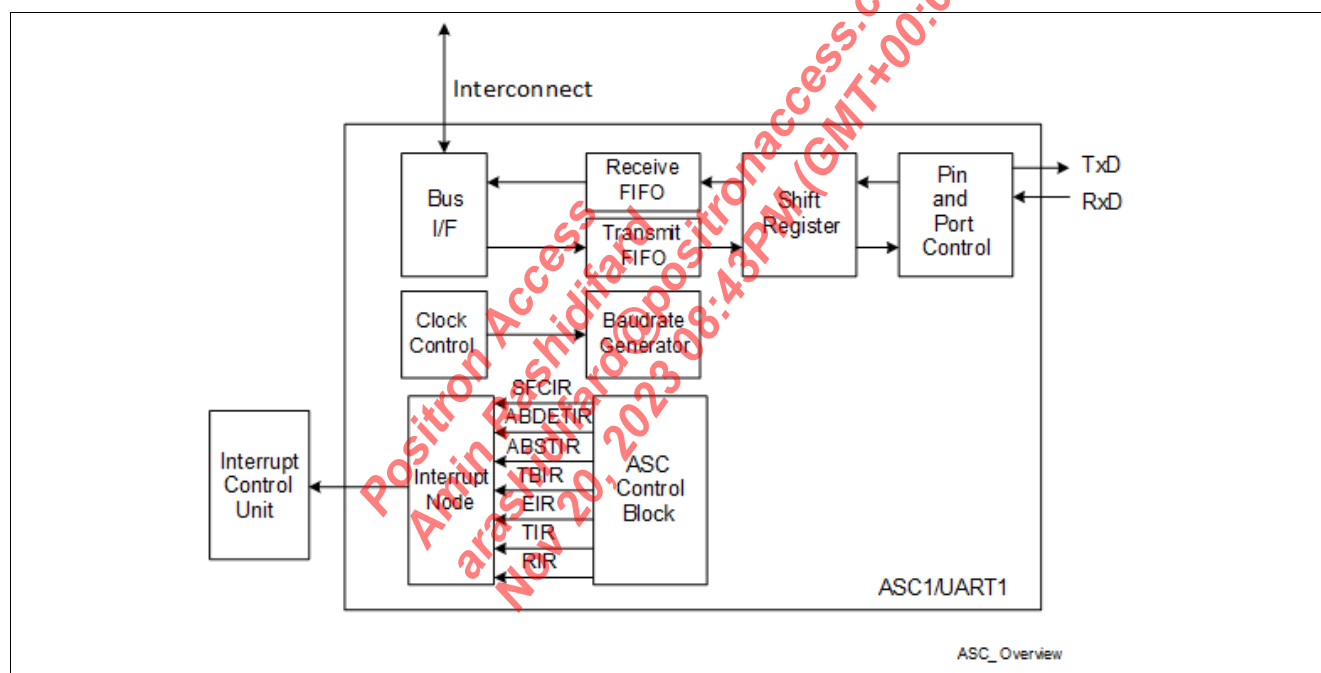 Interconnect
Bus
I/F
Receive
FIFO
Transmit
FIFO
Shift
Register
Pin
and
Port
Control
TxD
RxD
Clock
Control
Baudrate
Generator
SFCIR
ABDETIR
ABSTIR
TBIR
EIR
TIR
RIR
Interrupt
Control
Unit
Interrupt
Node
ASC
Control
Block
ASC1/UART1
ASC_Overview
Positron Access
Amin Rashidifard
arashidifard@positronaccess.c
Nov 20, 2023 08:43PM (GMT+00:0